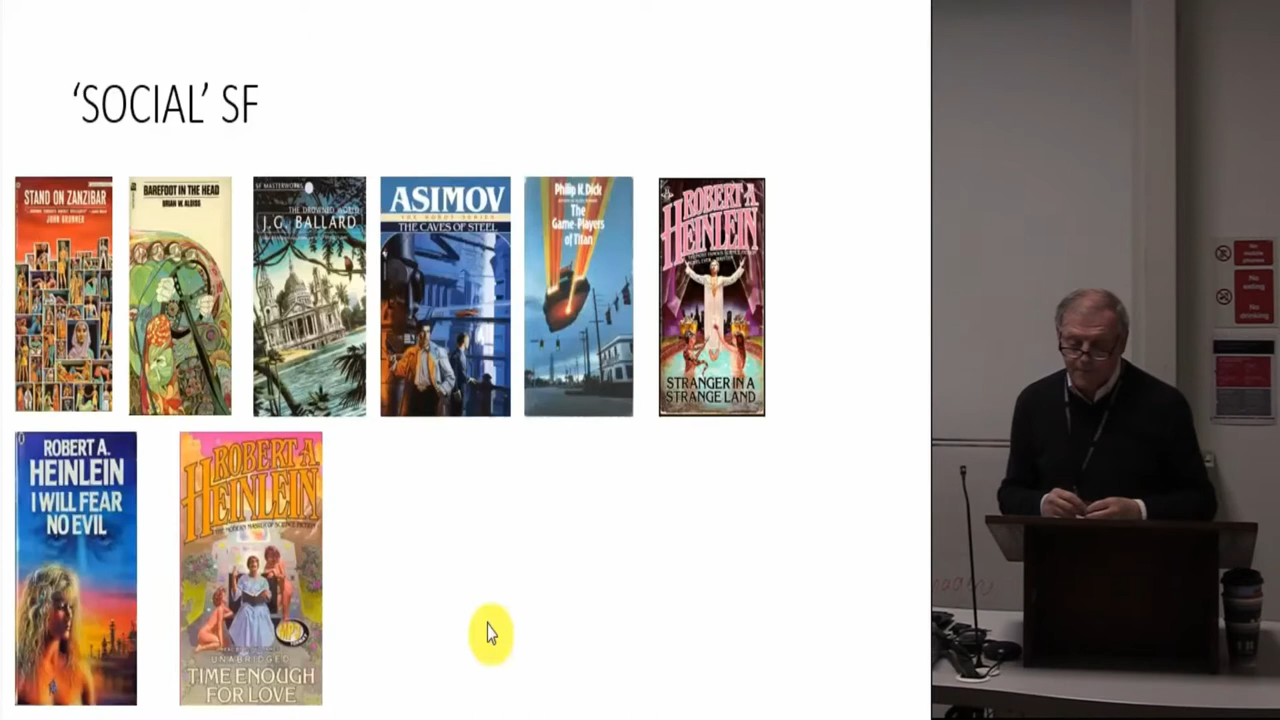 ‘SOCIAL’ SF
STAND ON ZANZIBAR
JOHN BRUNNER
BAREFOOT IN THE HEAD
BRIAN W. ALDISS
SF MASTERWORKS
THE DROWNED WORLD
J.G. BALLARD
ASIMOV
THE ROBOT SERIES
THE CAVES OF STEEL
Philip K. Dick
The
Game-Players
of Titan
ROBERT A
HEINLEIN
STRANGER IN A
STRANGE LAND
ROBERT A.
HEINLEIN
I WILL FEAR
NO EVIL
ROBERT A
HEINLEIN
THE MODERN MASTER OF SCIENCE FICTION
MP3
UNABRIDGED
TIME ENOUGH
FOR LOVE
No
mobile
phones
No
eating
No
drinking